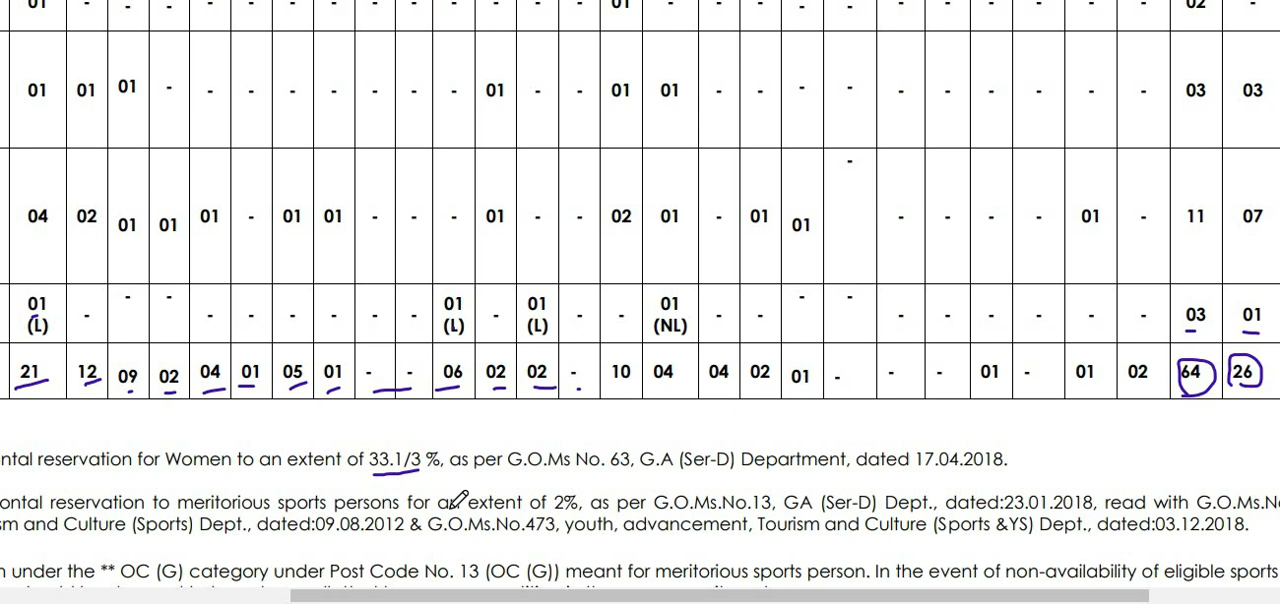 01 - - - - - - - - - - - - - 01 - - - - - - - - - - - 02 -
01 01 01 - - - - - - - - 01 - - 01 01 - - - - - - - - - - 03 03
04 02 01 01 01 - 01 01 - - - 01 - - 02 01 - 01 01 - - - - - 01 - 11 07
01 - - - - - - - - - 01 - 01 - - 01 - - - - - - - - - - 03 01
(L) (L) (L) (NL)
21 12 09 02 04 01 05 01 - - 06 02 02 - 10 04 04 02 01 - - - 01 - 01 02 64 26
ntal reservation for Women to an extent of 33.1/3 %, as per G.O.Ms No. 63, G.A (Ser-D) Department, dated 17.04.2018.
ontal reservation to meritorious sports persons for an extent of 2%, as per G.O.Ms.No.13, GA (Ser-D) Dept., dated:23.01.2018, read with G.O.Ms.N
sm and Culture (Sports) Dept., dated:09.08.2012 & G.O.Ms.No.473, youth, advancement, Tourism and Culture (Sports &YS) Dept., dated:03.12.2018.
n under the ** OC (G) category under Post Code No. 13 (OC (G)) meant for meritorious sports person. In the event of non-availability of eligible sports